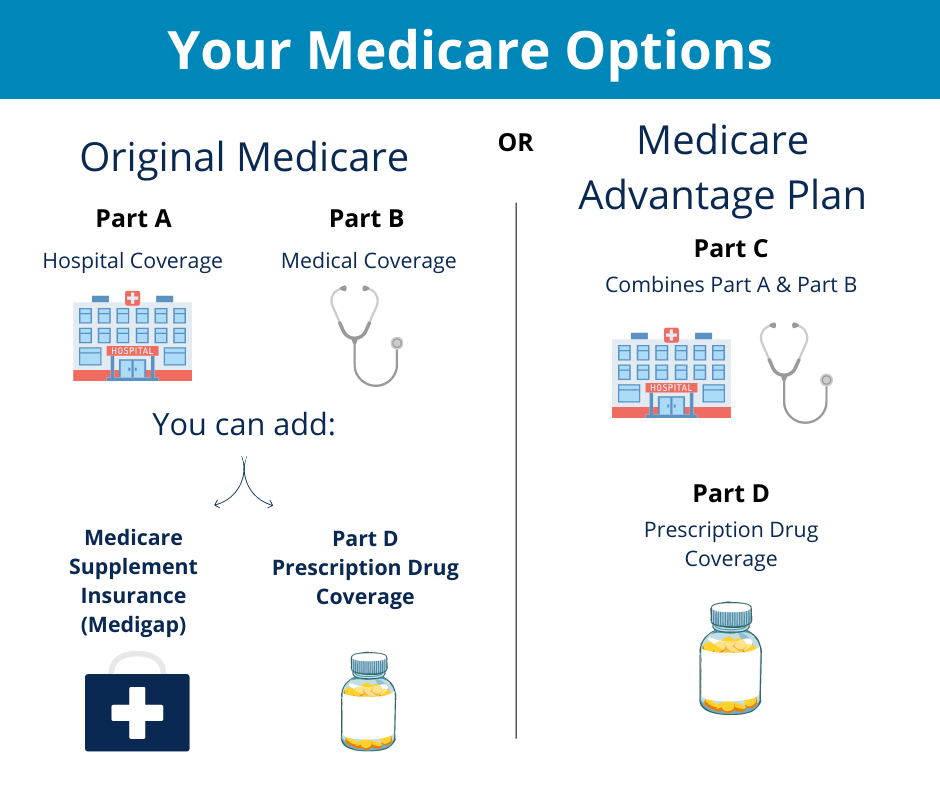 Your Medicare Options
Original Medicare
Part A
Hospital Coverage
HOSPITAL
Part B
Medical Coverage
You can add:
Medicare
Supplement
Insurance
(Medigap)
Part D
Prescription Drug
Coverage
OR
Medicare
Advantage Plan
Part C
Combines Part A & Part B
HOSPITAL
Part D
Prescription Drug
Coverage